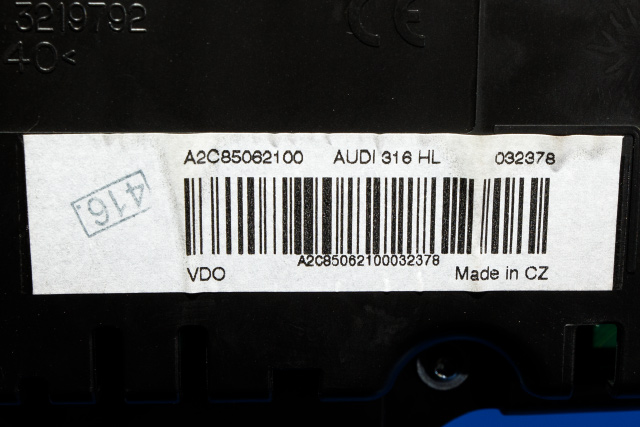 3219792
40<
CE
A2C85062100 AUDI 316 HL 032378
416.
A2C85062100032378
VDO Made in CZ